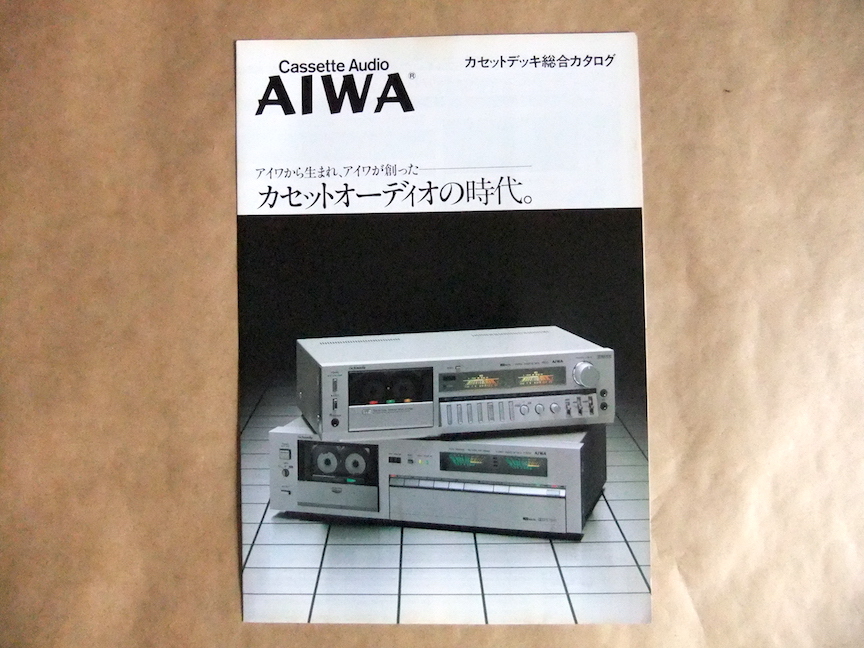 Cassette Audio
AIWA®
カセットデッキ総合カタログ
アイワから生まれ、アイワが創った
カセットオーディオの時代。
AIWA
AIWA